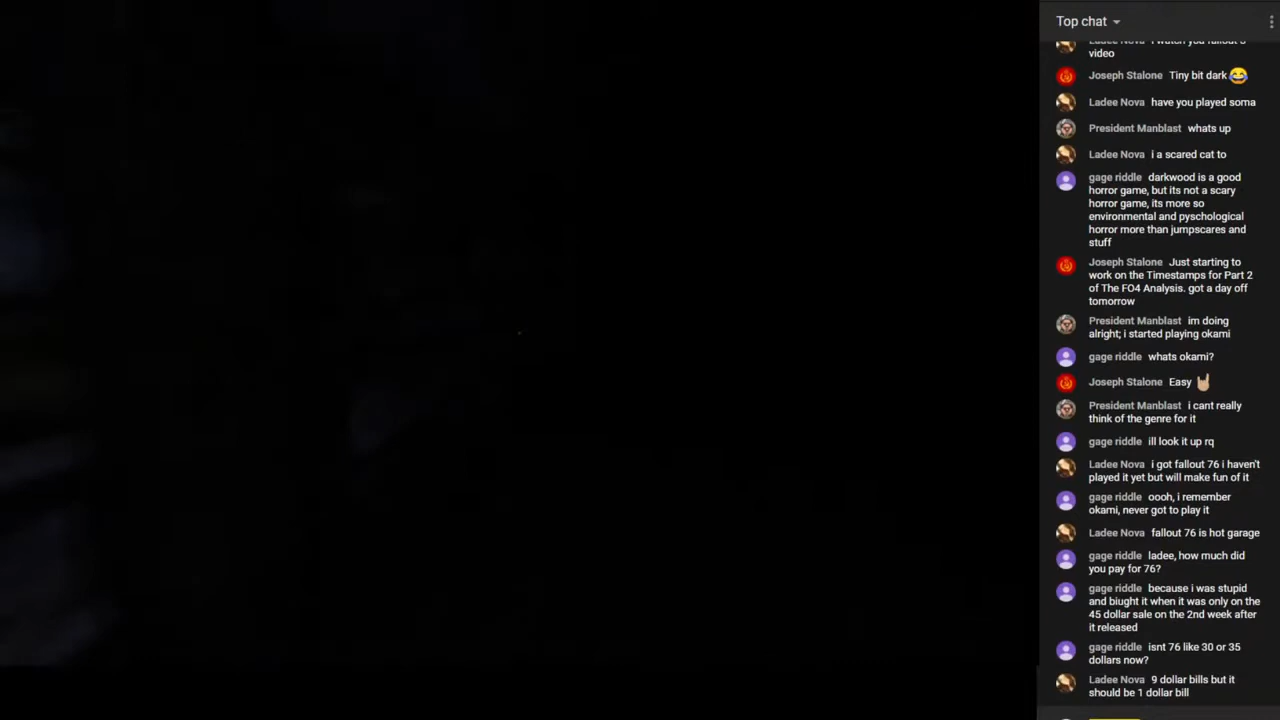 Top chat
Ladee Nova i watch you fallout 3
video
Joseph Stalone Tiny bit dark 😂
Ladee Nova have you played soma
President Manblast whats up
Ladee Nova i a scared cat to
gage riddle darkwood is a good
horror game, but its not a scary
horror game, its more so
environmental and pyschological
horror more than jumpscares and
stuff
Joseph Stalone Just starting to
work on the Timestamps for Part 2
of The FO4 Analysis. got a day off
tomorrow
President Manblast im doing
alright; i started playing okami
gage riddle whats okami?
Joseph Stalone Easy 🤘🏼
President Manblast i cant really
think of the genre for it
gage riddle ill look it up rq
Ladee Nova i got fallout 76 i haven't
played it yet but will make fun of it
gage riddle oooh, i remember
okami, never got to play it
Ladee Nova fallout 76 is hot garage
gage riddle ladee, how much did
you pay for 76?
gage riddle because i was stupid
and biught it when it was only on the
45 dollar sale on the 2nd week after
it released
gage riddle isnt 76 like 30 or 35
dollars now?
Ladee Nova 9 dollar bills but it
should be 1 dollar bill